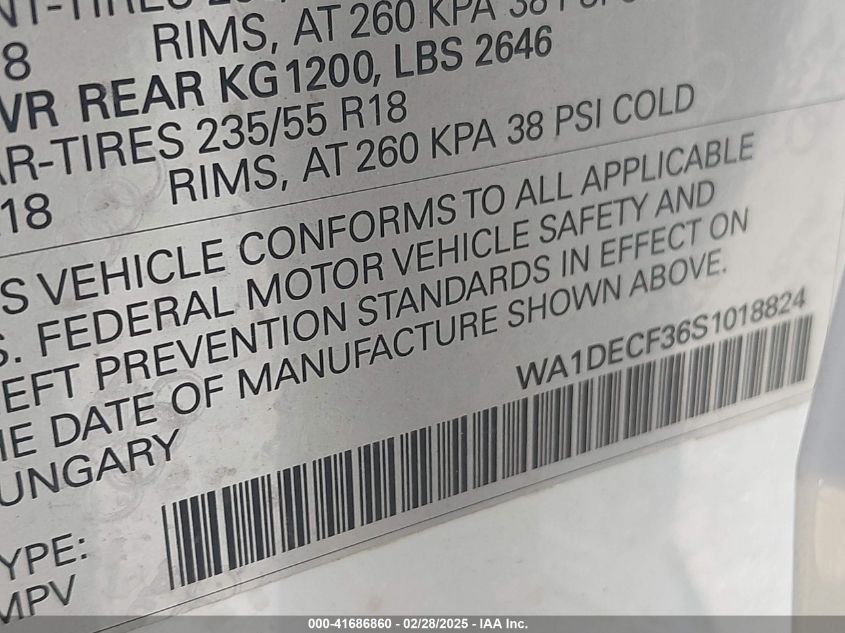 RIMS, AT 260 KPA 38
8
VR REAR KG 1200, LBS 2646
R-TIRES 235/55 R18
18 RIMS, AT 260 KPA 38 PSI COLD
S VEHICLE CONFORMS TO ALL APPLICABLE
S. FEDERAL MOTOR VEHICLE SAFETY AND
EFT PREVENTION STANDARDS IN EFFECT ON
E DATE OF MANUFACTURE SHOWN ABOVE.
WA1DECF36S1018824
UNGARY
YPE:
MPV
000-41686860 - 02/28/2025 - IAA Inc.